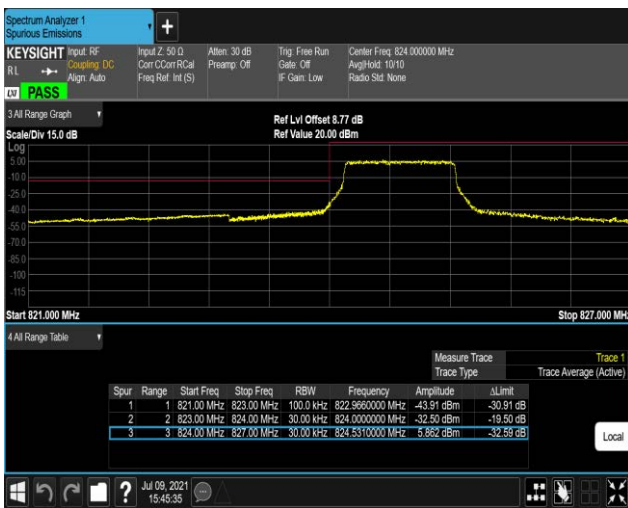 Spectrum Analyzer 1
Spurious Emissions
+
KEYSIGHT Input: RF Input Z: 50 Ω Atten: 30 dB Trig: Free Run Center Freq: 824.000000 MHz
RL Coupling: DC Corr CCorr RCal Preamp: Off Gate: Off Avg|Hold: 10/10
Align: Auto Freq Ref: Int (S) IF Gain: Low Radio Std: None
LXI PASS
3 All Range Graph
Ref Lvl Offset 8.77 dB
Scale/Div 15.0 dB Ref Value 20.00 dBm
Log
5.00
-10.0
-25.0
-40.0
-55.0
-70.0
-85.0
-100
-115
Start 821.000 MHz Stop 827.000 MHz
4 All Range Table
Measure Trace Trace 1
Trace Type Trace Average (Active)
Spur Range Start Freq Stop Freq RBW Frequency Amplitude ΔLimit
1 1 821.00 MHz 823.00 MHz 100.0 kHz 822.9660000 MHz -43.91 dBm -30.91 dB
2 2 823.00 MHz 824.00 MHz 30.00 kHz 824.0000000 MHz -32.50 dBm -19.50 dB
3 3 824.00 MHz 827.00 MHz 30.00 kHz 824.5310000 MHz 5.862 dBm -32.59 dB
Local
? Jul 09, 2021
15:45:35